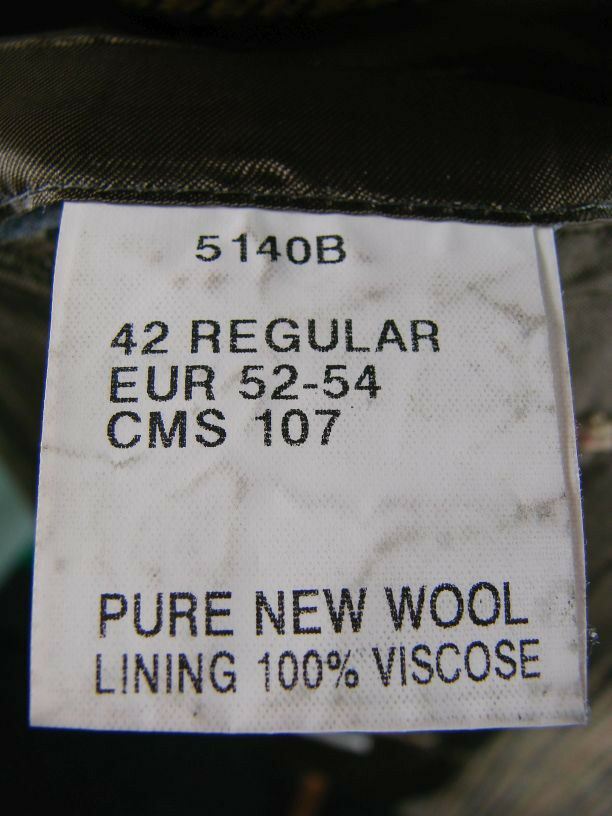 5140B
42 REGULAR
EUR 52-54
CMS 107
PURE NEW WOOL
LINING 100% VISCOSE